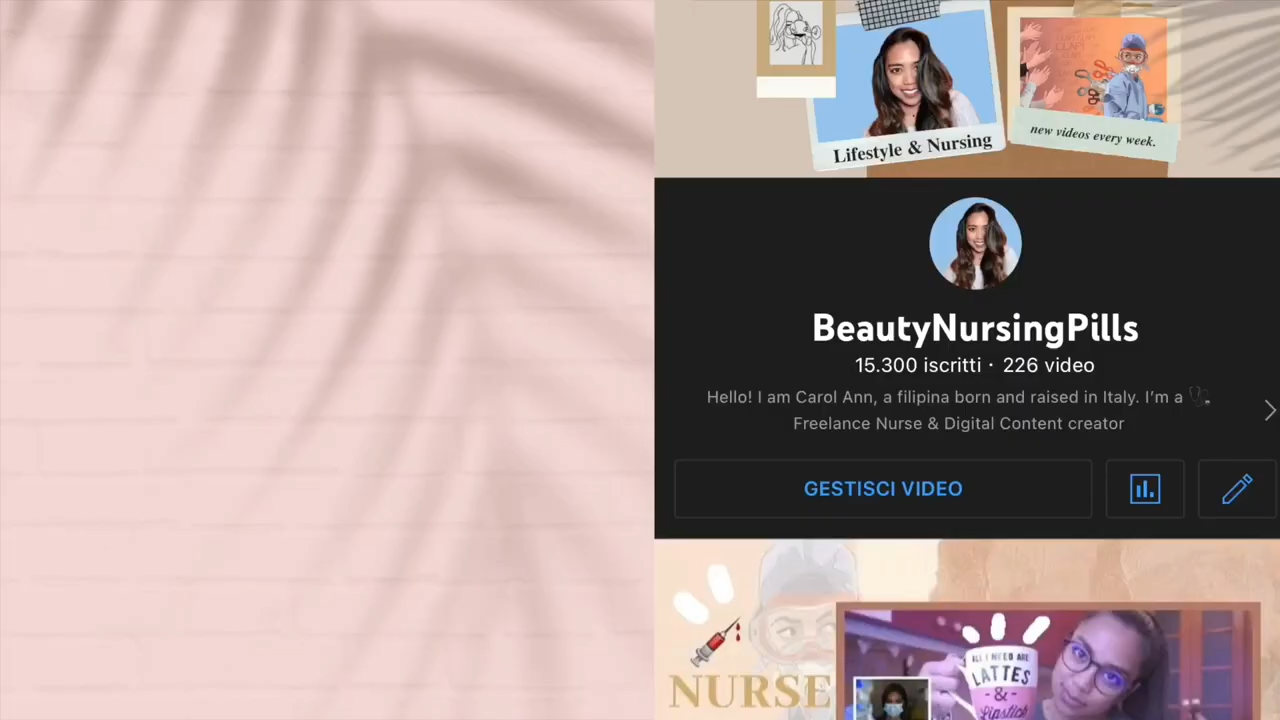 Lifestyle & Nursing
new videos every week.
BeautyNursingPills
15.300 iscritti · 226 video
Hello! I am Carol Ann, a filipina born and raised in Italy. I'm a 🩺
Freelance Nurse & Digital Content creator
GESTISCI VIDEO
NURSE
ALL I NEED ARE
LATTES
-&-
Lipstick